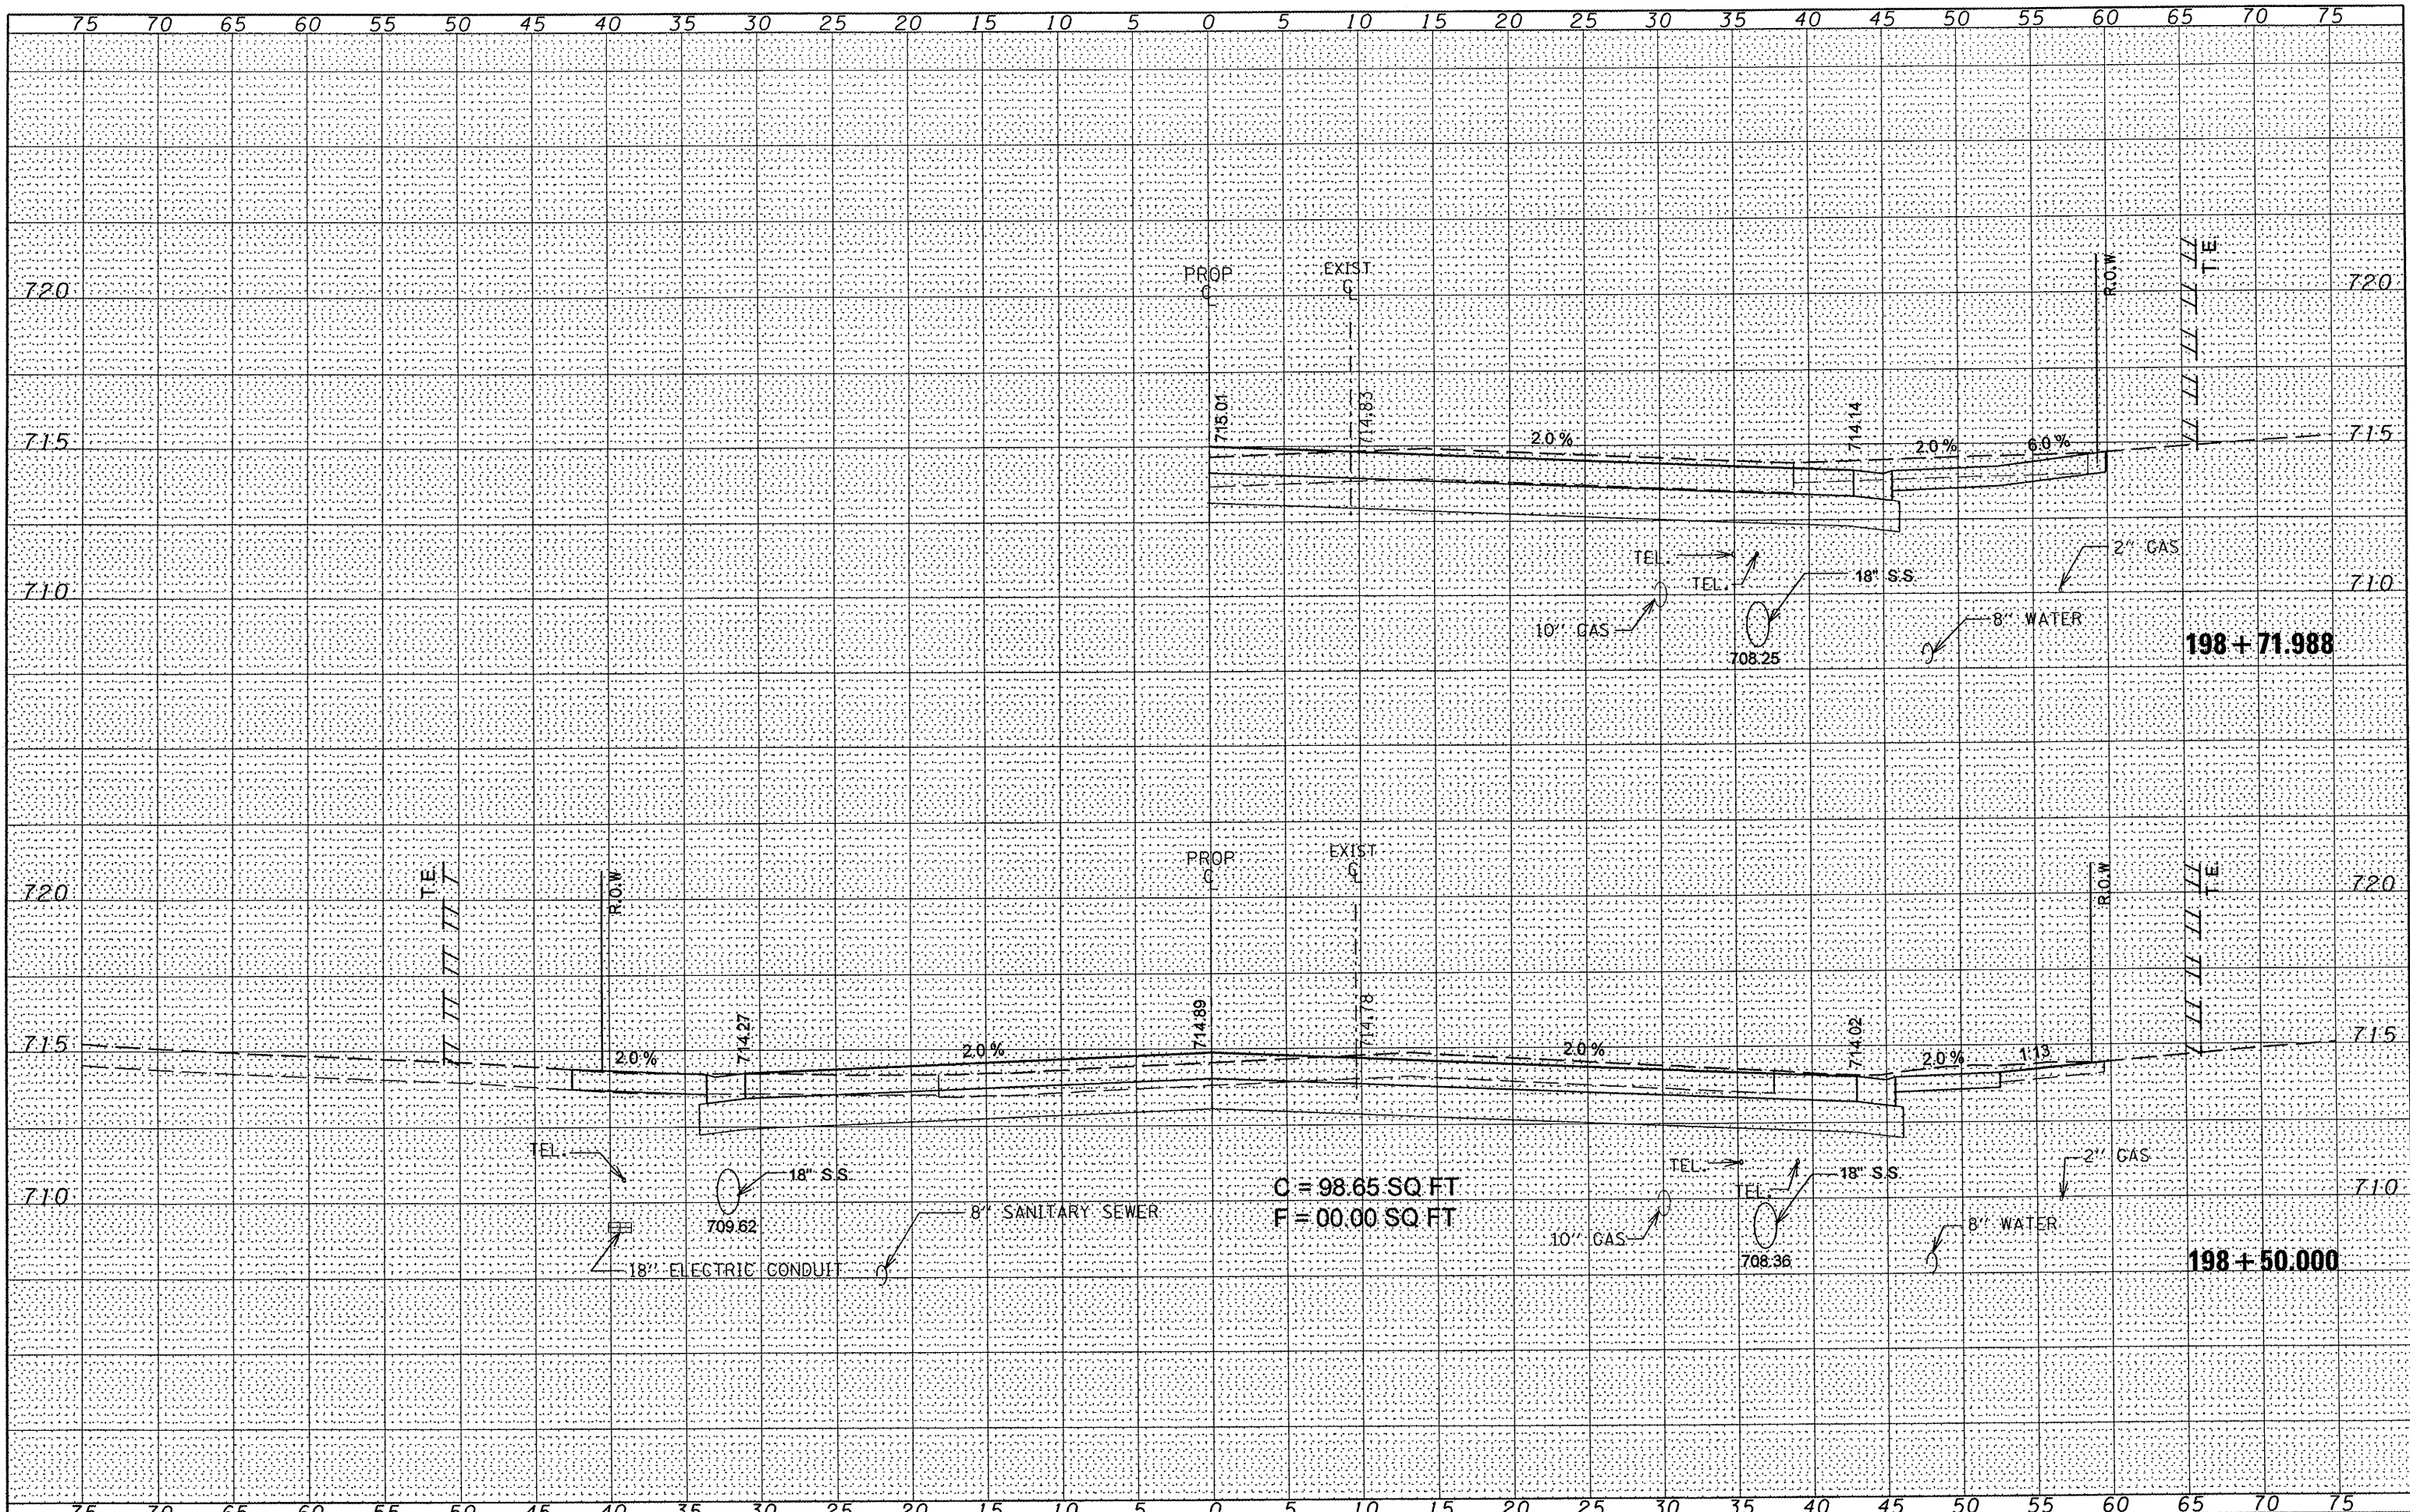 75 70 65 60 55 50 45 40 35 30 25 20 15 10 5 0 5 10 15 20 25 30 35 40 45 50 55 60 65 70 75
PROP
EXIST
R.O.W
T.E.
720
720
715.01
714.83
714.14
2.0 %
2.0 %
6.0 %
715
715
TEL.
TEL.
18" S.S.
2" GAS
710
710
10" GAS
8" WATER
708.25
198 + 71.988
PROP
EXIST
T.E.
R.O.W
R.O.W
T.E.
720
720
714.27
714.89
714.78
714.02
715
715
2.0 %
2.0 %
2.0 %
2.0 %
1:13
TEL.
18" S.S.
TEL.
TEL.
18" S.S.
2" GAS
710
710
C = 98.65 SQ FT
F = 00.00 SQ FT
709.62
8" SANITARY SEWER
10" GAS
8" WATER
18" ELECTRIC CONDUIT
708.36
198 + 50.000
75 70 65 60 55 50 45 40 35 30 25 20 15 10 5 0 5 10 15 20 25 30 35 40 45 50 55 60 65 70 75